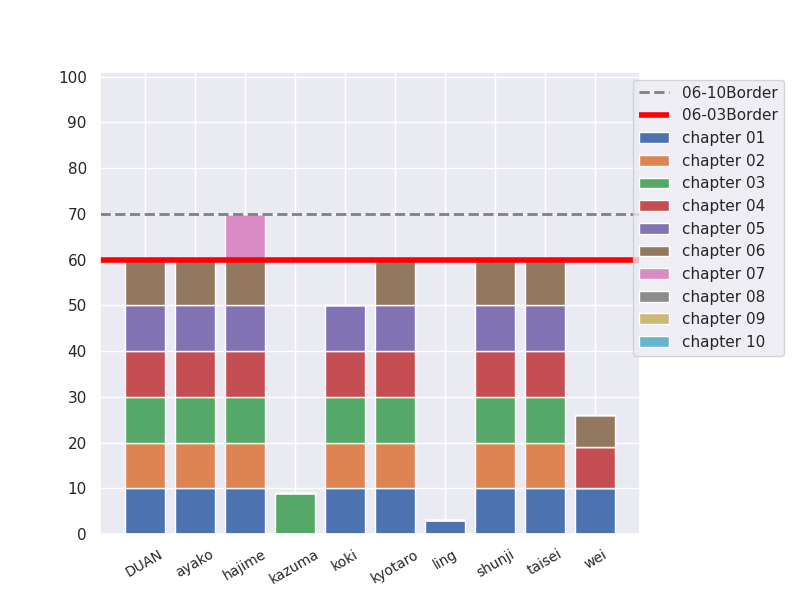 100
90
80
70
60
50
40
30
20
10
0
DUAN
ayako
hajime
kazuma
koki
kyotaro
ling
shunji
taisei
wei
06-10Border
06-03Border
chapter 01
chapter 02
chapter 03
chapter 04
chapter 05
chapter 06
chapter 07
chapter 08
chapter 09
chapter 10